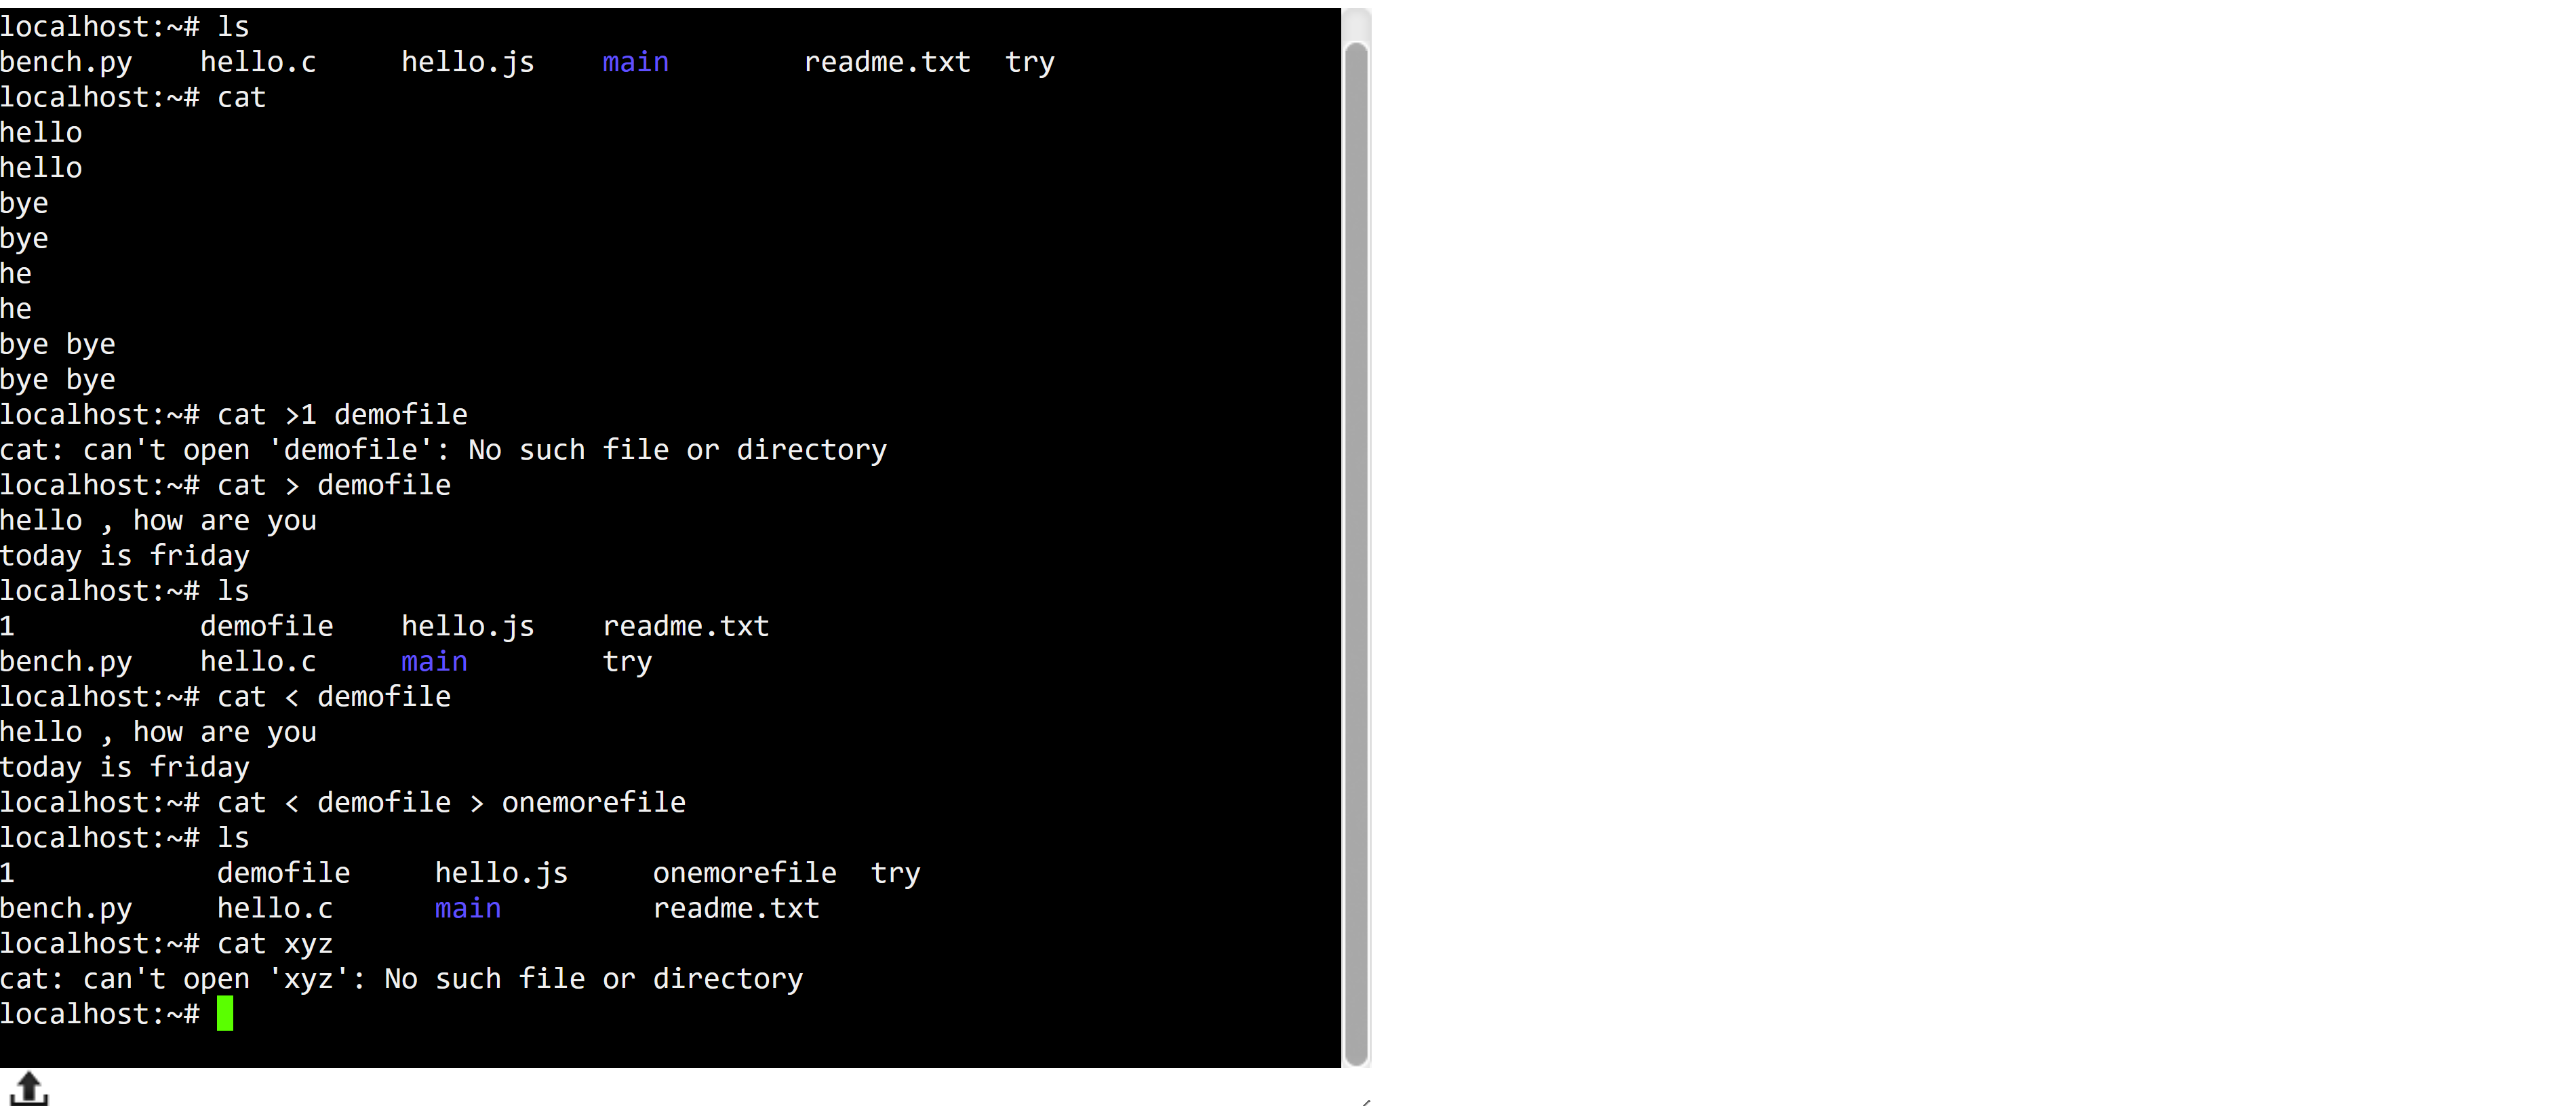 localhost:~# ls
bench.py    hello.c     hello.js    main        readme.txt  try
localhost:~# cat
hello
hello
bye
bye
he
he
bye bye
bye bye
localhost:~# cat >1 demofile
cat: can't open 'demofile': No such file or directory
localhost:~# cat > demofile
hello , how are you
today is friday
localhost:~# ls
1           demofile    hello.js    readme.txt
bench.py    hello.c     main        try
localhost:~# cat < demofile
hello , how are you
today is friday
localhost:~# cat < demofile > onemorefile
localhost:~# ls
1            demofile     hello.js     onemorefile  try
bench.py     hello.c      main         readme.txt
localhost:~# cat xyz
cat: can't open 'xyz': No such file or directory
localhost:~#